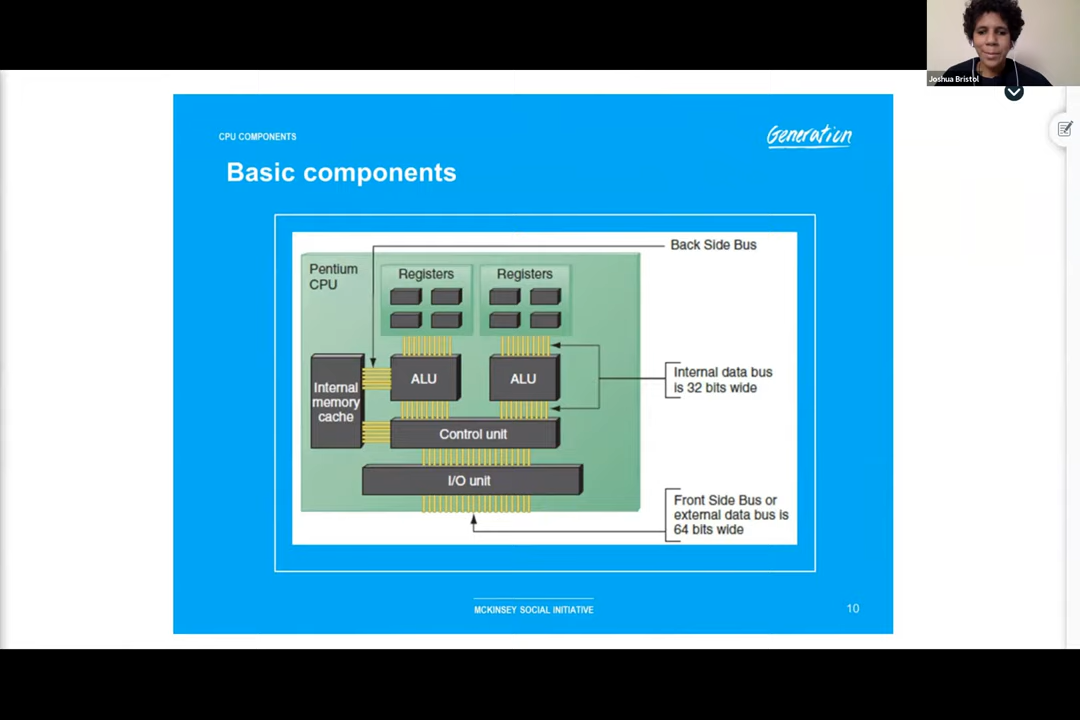 Joshua Bristol
CPU COMPONENTS
Generation
Basic components
Back Side Bus
Pentium
CPU
Registers
Registers
Internal
memory
cache
ALU
ALU
Internal data bus
is 32 bits wide
Control unit
I/O unit
Front Side Bus or
external data bus is
64 bits wide
MCKINSEY SOCIAL INITIATIVE
10